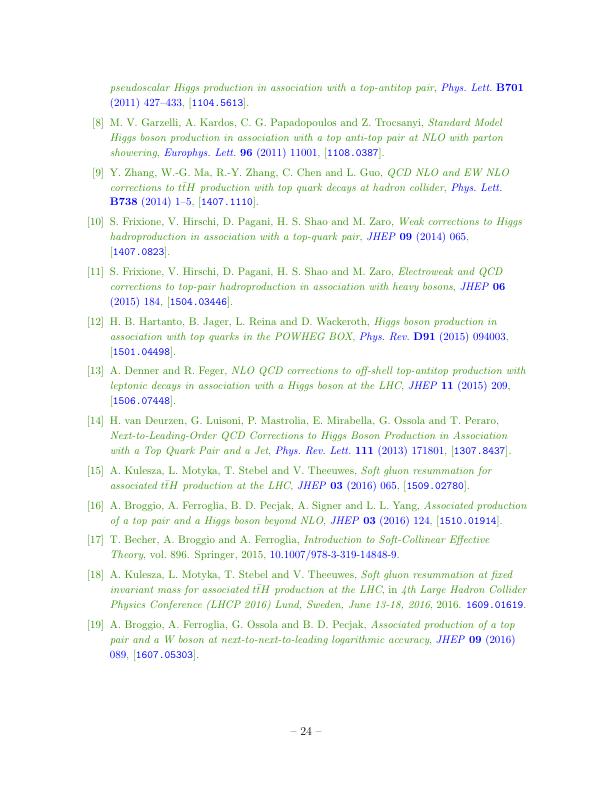 pseudoscalar Higgs production in association with a top-antitop pair, Phys. Lett. B701
(2011) 427–433, [1104.5613].
[8] M. V. Garzelli, A. Kardos, C. G. Papadopoulos and Z. Trocsanyi, Standard Model
Higgs boson production in association with a top anti-top pair at NLO with parton
showering, Europhys. Lett. 96 (2011) 11001, [1108.0387].
[9] Y. Zhang, W.-G. Ma, R.-Y. Zhang, C. Chen and L. Guo, QCD NLO and EW NLO
corrections to tt̄H production with top quark decays at hadron collider, Phys. Lett.
B738 (2014) 1–5, [1407.1110].
[10] S. Frixione, V. Hirschi, D. Pagani, H. S. Shao and M. Zaro, Weak corrections to Higgs
hadroproduction in association with a top-quark pair, JHEP 09 (2014) 065,
[1407.0823].
[11] S. Frixione, V. Hirschi, D. Pagani, H. S. Shao and M. Zaro, Electroweak and QCD
corrections to top-pair hadroproduction in association with heavy bosons, JHEP 06
(2015) 184, [1504.03446].
[12] H. B. Hartanto, B. Jager, L. Reina and D. Wackeroth, Higgs boson production in
association with top quarks in the POWHEG BOX, Phys. Rev. D91 (2015) 094003,
[1501.04498].
[13] A. Denner and R. Feger, NLO QCD corrections to off-shell top-antitop production with
leptonic decays in association with a Higgs boson at the LHC, JHEP 11 (2015) 209,
[1506.07448].
[14] H. van Deurzen, G. Luisoni, P. Mastrolia, E. Mirabella, G. Ossola and T. Peraro,
Next-to-Leading-Order QCD Corrections to Higgs Boson Production in Association
with a Top Quark Pair and a Jet, Phys. Rev. Lett. 111 (2013) 171801, [1307.8437].
[15] A. Kulesza, L. Motyka, T. Stebel and V. Theeuwes, Soft gluon resummation for
associated tt̄H production at the LHC, JHEP 03 (2016) 065, [1509.02780].
[16] A. Broggio, A. Ferroglia, B. D. Pecjak, A. Signer and L. L. Yang, Associated production
of a top pair and a Higgs boson beyond NLO, JHEP 03 (2016) 124, [1510.01914].
[17] T. Becher, A. Broggio and A. Ferroglia, Introduction to Soft-Collinear Effective
Theory, vol. 896. Springer, 2015, 10.1007/978-3-319-14848-9.
[18] A. Kulesza, L. Motyka, T. Stebel and V. Theeuwes, Soft gluon resummation at fixed
invariant mass for associated tt̄H production at the LHC, in 4th Large Hadron Collider
Physics Conference (LHCP 2016) Lund, Sweden, June 13-18, 2016, 2016. 1609.01619.
[19] A. Broggio, A. Ferroglia, G. Ossola and B. D. Pecjak, Associated production of a top
pair and a W boson at next-to-next-to-leading logarithmic accuracy, JHEP 09 (2016)
089, [1607.05303].
– 24 –